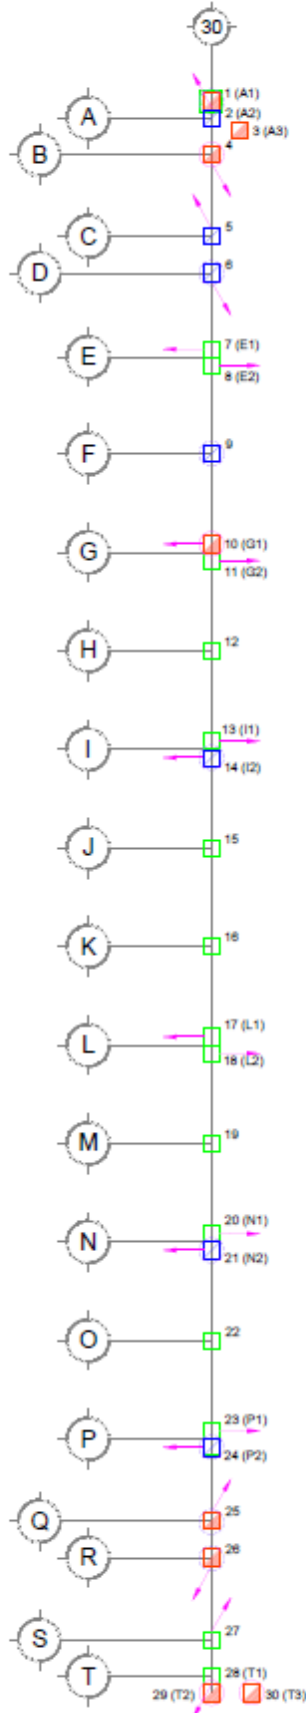 30
1 (A1)
A
2 (A2)
3 (A3)
B
4
C
5
D
6
7 (E1)
E
8 (E2)
F
9
G
10 (G1)
11 (G2)
H
12
13 (I1)
I
14 (I2)
J
15
K
16
17 (L1)
L
18 (L2)
M
19
20 (N1)
N
21 (N2)
O
22
23 (P1)
P
24 (P2)
Q
25
R
26
S
27
T
28 (T1)
29 (T2)
30 (T3)